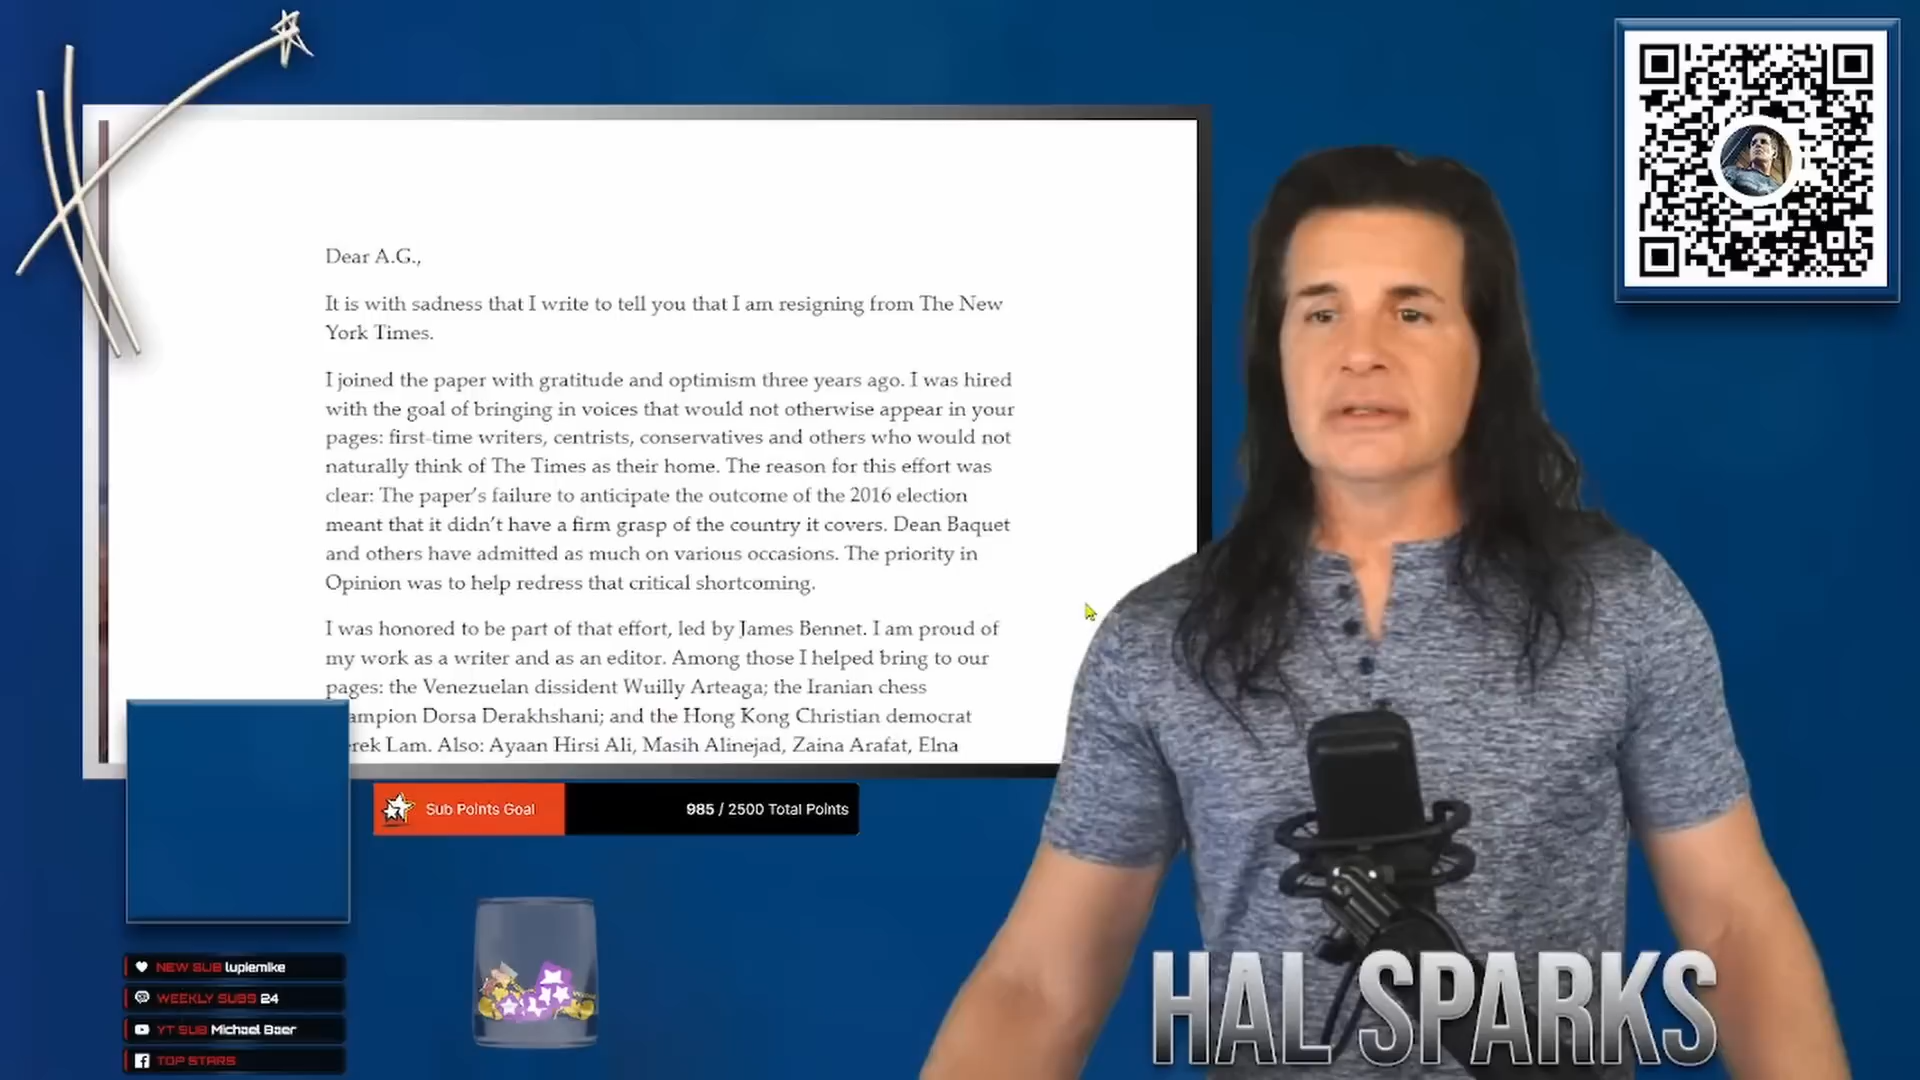 Dear A.G.,
It is with sadness that I write to tell you that I am resigning from The New
York Times.
I joined the paper with gratitude and optimism three years ago. I was hired
with the goal of bringing in voices that would not otherwise appear in your
pages: first-time writers, centrists, conservatives and others who would not
naturally think of The Times as their home. The reason for this effort was
clear: The paper's failure to anticipate the outcome of the 2016 election
meant that it didn't have a firm grasp of the country it covers. Dean Baquet
and others have admitted as much on various occasions. The priority in
Opinion was to help redress that critical shortcoming.
I was honored to be part of that effort, led by James Bennet. I am proud of
my work as a writer and as an editor. Among those I helped bring to our
pages: the Venezuelan dissident Wuilly Arteaga; the Iranian chess
ampion Dorsa Derakhshani; and the Hong Kong Christian democrat
erek Lam. Also: Ayaan Hirsi Ali, Masih Alinejad, Zaina Arafat, Elna
Sub Points Goal 985 / 2500 Total Points
NEW SUB lupiemike
WEEKLY SUBS 24
YT SUB Michael Baer
TOP STARS
HAL SPARKS